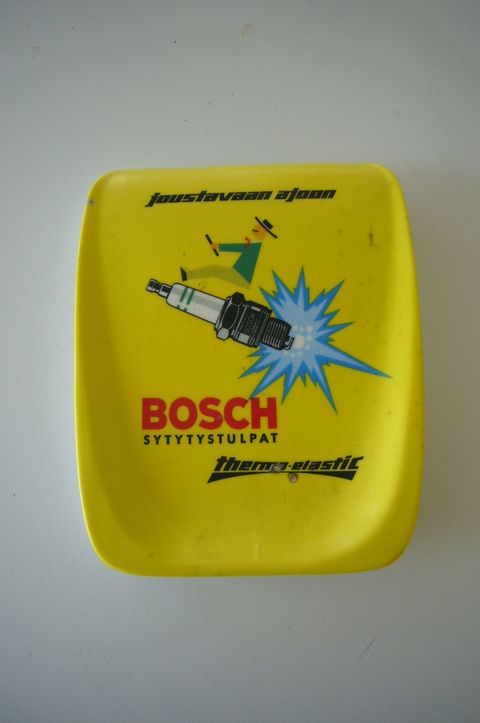 joustavaan ajoon
BOSCH
SYTYTYSTULPAT
thermo-elastic